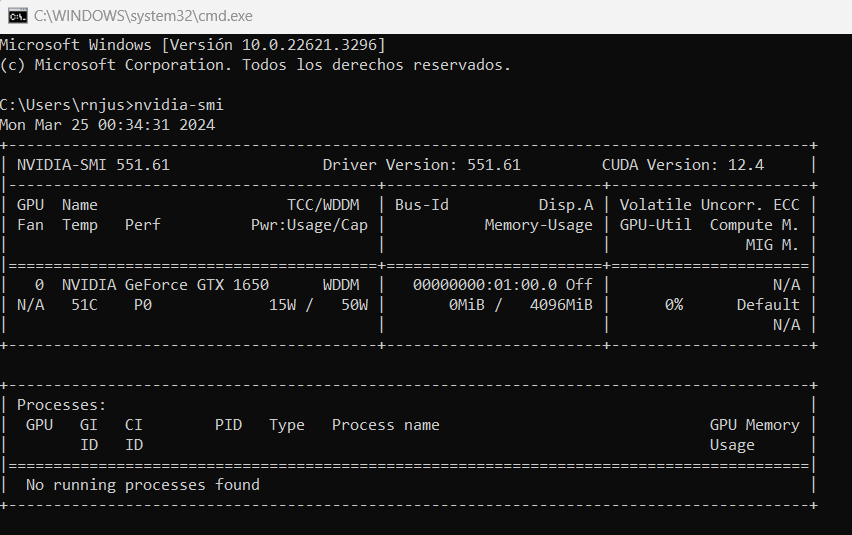 C:\WINDOWS\system32\cmd.exe
Microsoft Windows [Versión 10.0.22621.3296]
(c) Microsoft Corporation. Todos los derechos reservados.
C:\Users\rnjus>nvidia-smi
Mon Mar 25 00:34:31 2024
+-----------------------------------------------------------------------------------------+
| NVIDIA-SMI 551.61                 Driver Version: 551.61         CUDA Version: 12.4     |
|-----------------------------------------+------------------------+----------------------+
| GPU  Name                     TCC/WDDM  | Bus-Id          Disp.A | Volatile Uncorr. ECC |
| Fan  Temp   Perf          Pwr:Usage/Cap |           Memory-Usage | GPU-Util  Compute M. |
|                                         |                        |               MIG M. |
|=========================================+========================+======================|
|   0  NVIDIA GeForce GTX 1650      WDDM  |   00000000:01:00.0 Off |                  N/A |
| N/A   51C    P0             15W /   50W |       0MiB /   4096MiB |      0%      Default |
|                                         |                        |                  N/A |
+-----------------------------------------+------------------------+----------------------+
+-----------------------------------------------------------------------------------------+
| Processes:                                                                              |
|  GPU   GI   CI        PID   Type   Process name                              GPU Memory |
|        ID   ID                                                               Usage      |
|=========================================================================================|
|  No running processes found                                                             |
+-----------------------------------------------------------------------------------------+